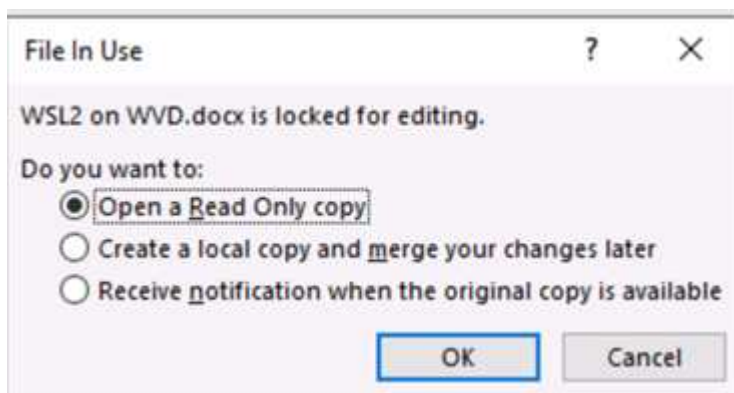 File In Use
WSL2 on WVD.docx is locked for editing.
Do you want to:
Open a Read Only copy
Create a local copy and merge your changes later
Receive notification when the original copy is available
OK Cancel